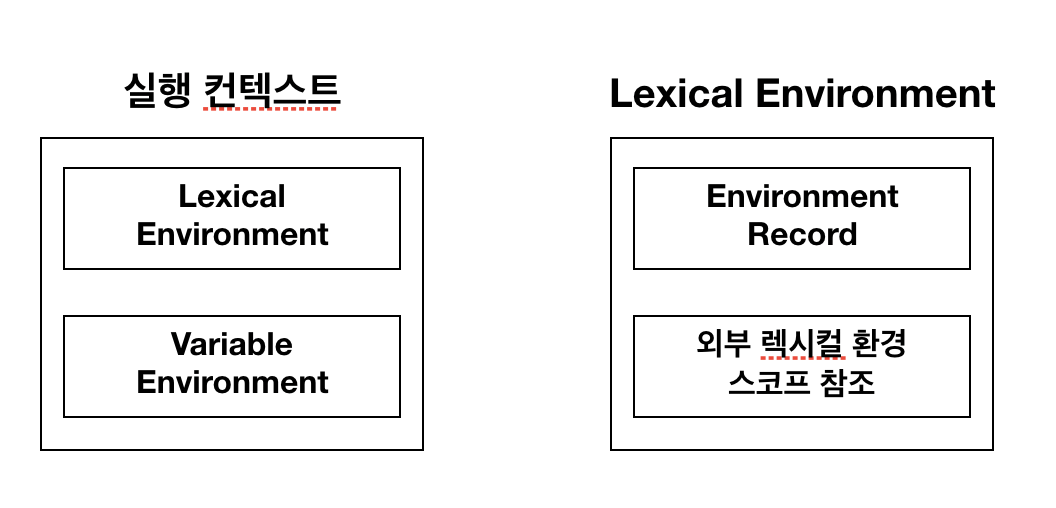 실행 컨텍스트
Lexical
Environment
Variable
Environment
Lexical Environment
Environment
Record
외부 렉시컬 환경
스코프 참조